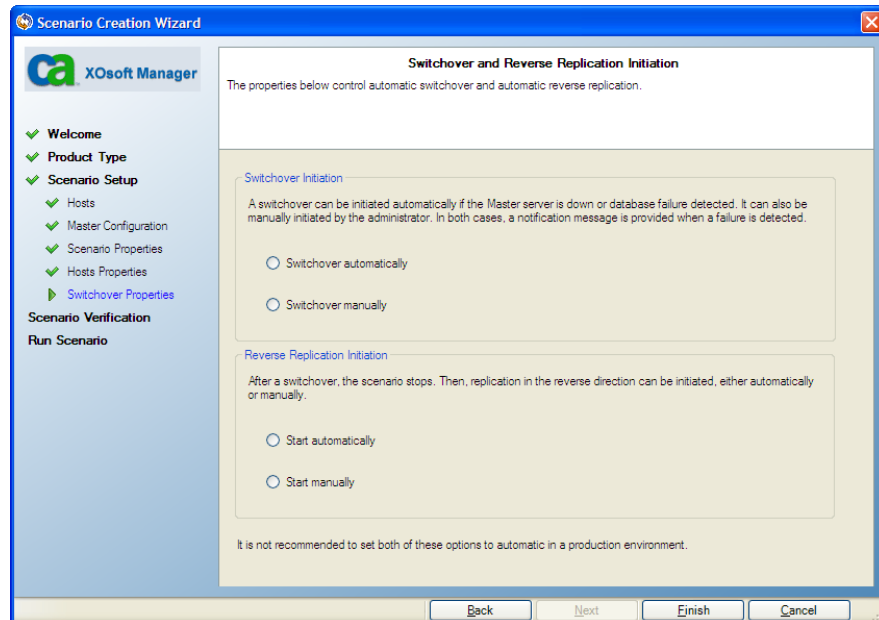 Scenario Creation Wizard
ca
XOsoft Manager
Welcome
Product Type
Scenario Setup
Hosts
Master Configuration
Scenario Properties
Hosts Properties
Switchover Properties
Scenario Verification
Run Scenario
Switchover and Reverse Replication Initiation
The properties below control automatic switchover and automatic reverse replication.
Switchover Initiation
A switchover can be initiated automatically if the Master server is down or database failure detected. It can also be
manually initiated by the administrator. In both cases, a notification message is provided when a failure is detected.
Switchover automatically
Switchover manually
Reverse Replication Initiation
After a switchover, the scenario stops. Then, replication in the reverse direction can be initiated, either automatically
or manually.
Start automatically
Start manually
It is not recommended to set both of these options to automatic in a production environment.
Back
Next
Finish
Cancel